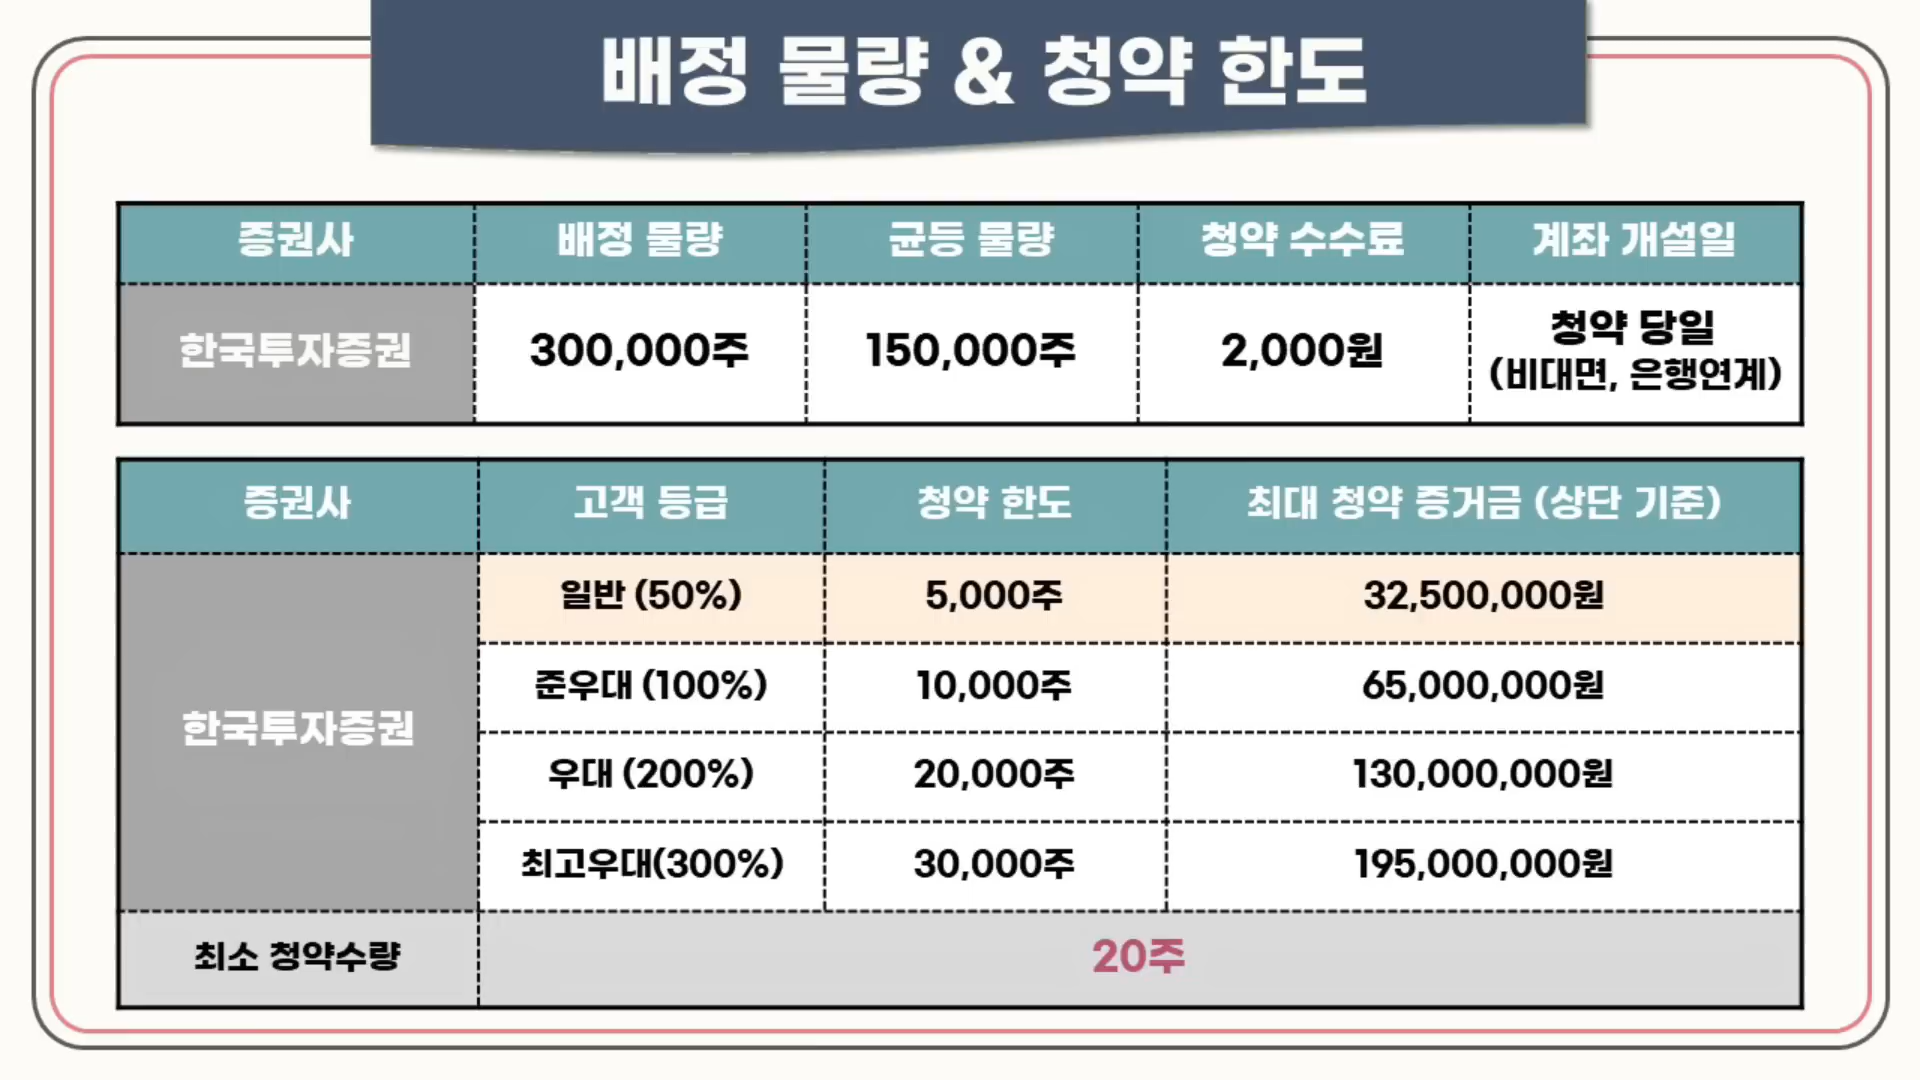 배정 물량 & 청약 한도
증권사 배정 물량 균등 물량 청약 수수료 계좌 개설일
한국투자증권 300,000주 150,000주 2,000원 청약 당일
(비대면, 은행연계)
증권사 고객 등급 청약 한도 최대 청약 증거금 (상단 기준)
한국투자증권
일반 (50%) 5,000주 32,500,000원
준우대 (100%) 10,000주 65,000,000원
우대 (200%) 20,000주 130,000,000원
최고우대(300%) 30,000주 195,000,000원
최소 청약수량 20주